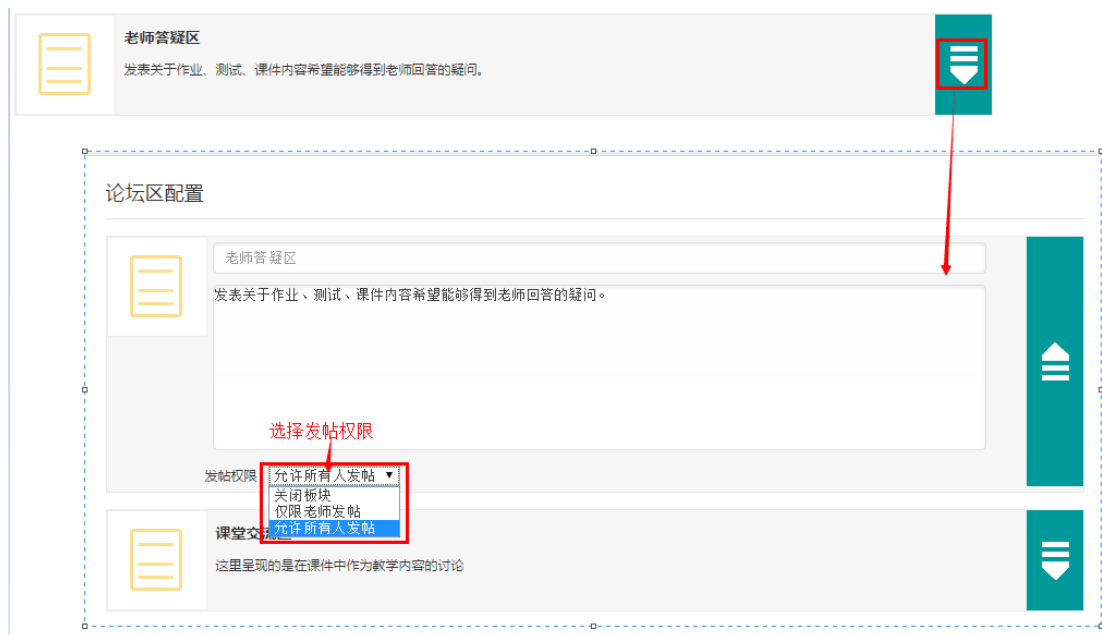 老师答疑区
发表关于作业、测试、课件内容希望能够得到老师回答的疑问。
论坛区配置
老师答疑区
发表关于作业、测试、课件内容希望能够得到老师回答的疑问。
选择发帖权限
发帖权限 允许所有人发帖
关闭板块
仅限老师发帖
允许所有人发帖
课堂交流区
这里呈现的是在课件中作为教学内容的讨论